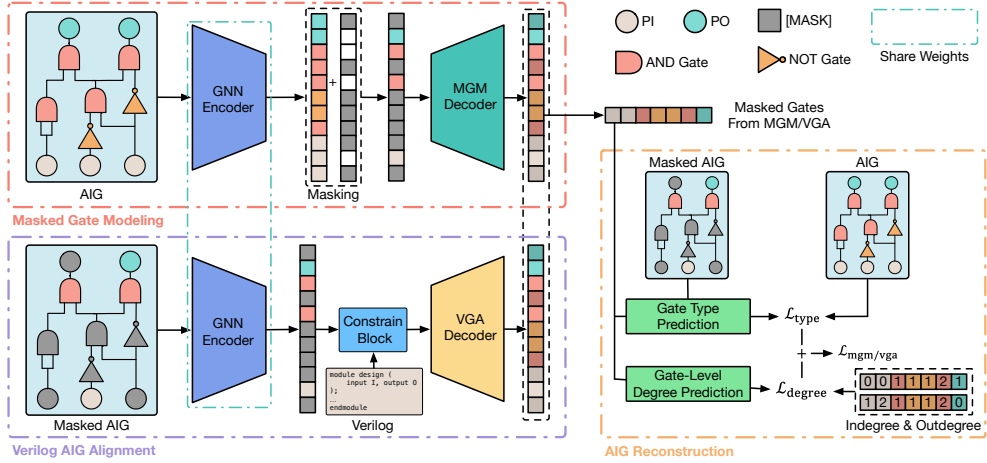 AIG
GNN
Encoder
+
Masking
MGM
Decoder
Masked Gate Modeling
PI
PO
[MASK]
AND Gate
NOT Gate
Share Weights
Masked Gates
From MGM/VGA
Masked AIG
GNN
Encoder
Constrain
Block
module design (
input I, output O
);
…
endmodule
Verilog
VGA
Decoder
Verilog AIG Alignment
Masked AIG
AIG
Gate Type
Prediction
ℒtype
+
ℒmgm/vga
Gate-Level
Degree Prediction
ℒdegree
0 0 1 1 1 2 1
1 2 1 1 1 2 0
Indegree & Outdegree
AIG Reconstruction